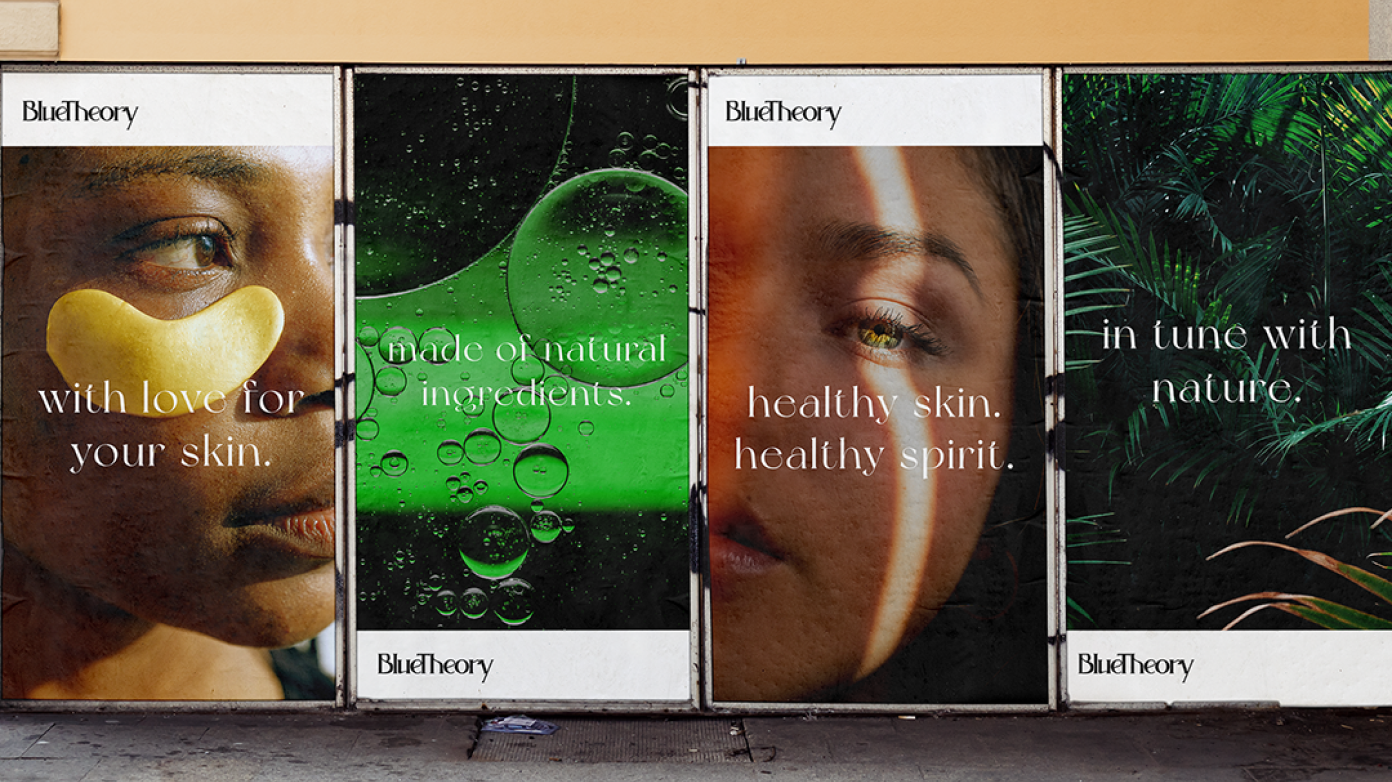 BlueTheory
with love for
your skin.
made of natural
ingredients.
BlueTheory
BlueTheory
healthy skin.
healthy spirit.
in tune with
nature.
BlueTheory